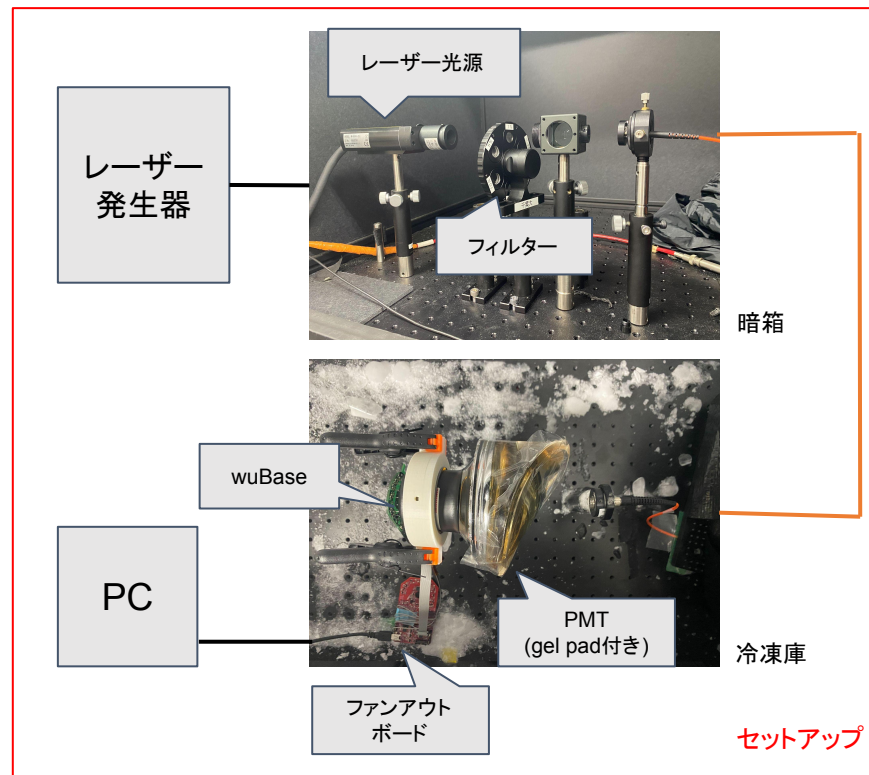 レーザー光源
レーザー
発生器
フィルター
暗箱
wuBase
PC
PMT
(gel pad付き)
冷凍庫
ファンアウト
ボード
セットアップ